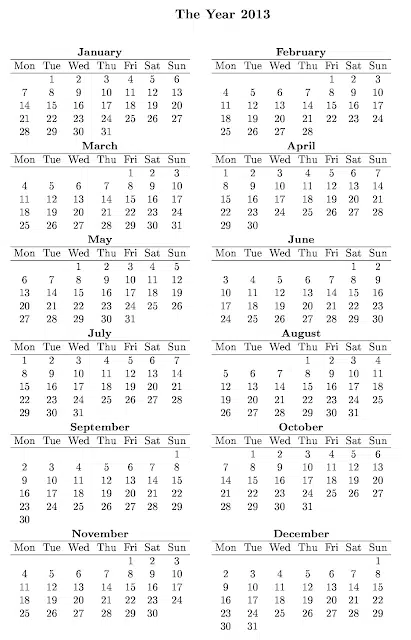 The Year 2013
January
Mon Tue Wed Thu Fri Sat Sun
1 2 3 4 5 6
7 8 9 10 11 12 13
14 15 16 17 18 19 20
21 22 23 24 25 26 27
28 29 30 31
February
Mon Tue Wed Thu Fri Sat Sun
1 2 3
4 5 6 7 8 9 10
11 12 13 14 15 16 17
18 19 20 21 22 23 24
25 26 27 28
March
Mon Tue Wed Thu Fri Sat Sun
1 2 3
4 5 6 7 8 9 10
11 12 13 14 15 16 17
18 19 20 21 22 23 24
25 26 27 28 29 30 31
April
Mon Tue Wed Thu Fri Sat Sun
1 2 3 4 5 6 7
8 9 10 11 12 13 14
15 16 17 18 19 20 21
22 23 24 25 26 27 28
29 30
May
Mon Tue Wed Thu Fri Sat Sun
1 2 3 4 5
6 7 8 9 10 11 12
13 14 15 16 17 18 19
20 21 22 23 24 25 26
27 28 29 30 31
June
Mon Tue Wed Thu Fri Sat Sun
1 2
3 4 5 6 7 8 9
10 11 12 13 14 15 16
17 18 19 20 21 22 23
24 25 26 27 28 29 30
July
Mon Tue Wed Thu Fri Sat Sun
1 2 3 4 5 6 7
8 9 10 11 12 13 14
15 16 17 18 19 20 21
22 23 24 25 26 27 28
29 30 31
August
Mon Tue Wed Thu Fri Sat Sun
1 2 3 4
5 6 7 8 9 10 11
12 13 14 15 16 17 18
19 20 21 22 23 24 25
26 27 28 29 30 31
September
Mon Tue Wed Thu Fri Sat Sun
1
2 3 4 5 6 7 8
9 10 11 12 13 14 15
16 17 18 19 20 21 22
23 24 25 26 27 28 29
30
October
Mon Tue Wed Thu Fri Sat Sun
1 2 3 4 5 6
7 8 9 10 11 12 13
14 15 16 17 18 19 20
21 22 23 24 25 26 27
28 29 30 31
November
Mon Tue Wed Thu Fri Sat Sun
1 2 3
4 5 6 7 8 9 10
11 12 13 14 15 16 17
18 19 20 21 22 23 24
25 26 27 28 29 30
December
Mon Tue Wed Thu Fri Sat Sun
1
2 3 4 5 6 7 8
9 10 11 12 13 14 15
16 17 18 19 20 21 22
23 24 25 26 27 28 29
30 31